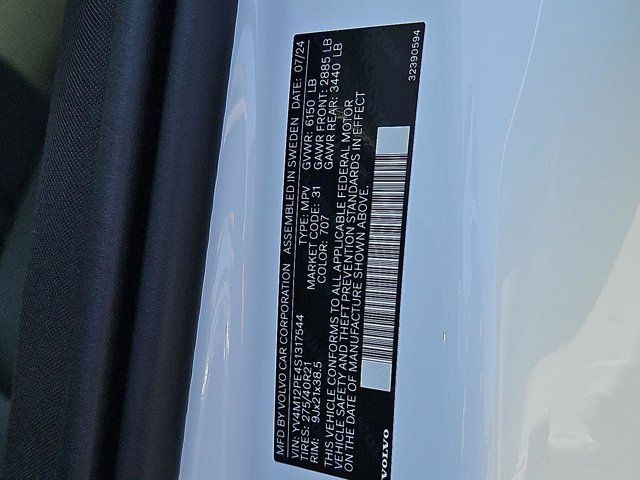 MFD BY VOLVO CAR CORPORATION ASSEMBLED IN SWEDEN DATE: 07/24
VIN: YV4M12PE4S1317544 TYPE: MPV GVWR: 6150 LB
TIRES: 275/40R21 MARKET CODE: 31 GAWR FRONT: 2885 LB
RIM: 9Jx21x38.5 COLOR: 707 GAWR REAR: 3440 LB
THIS VEHICLE CONFORMS TO ALL APPLICABLE FEDERAL MOTOR
VEHICLE SAFETY AND THEFT PREVENTION STANDARDS IN EFFECT
ON THE DATE OF MANUFACTURE SHOWN ABOVE.
VOLVO
32390594